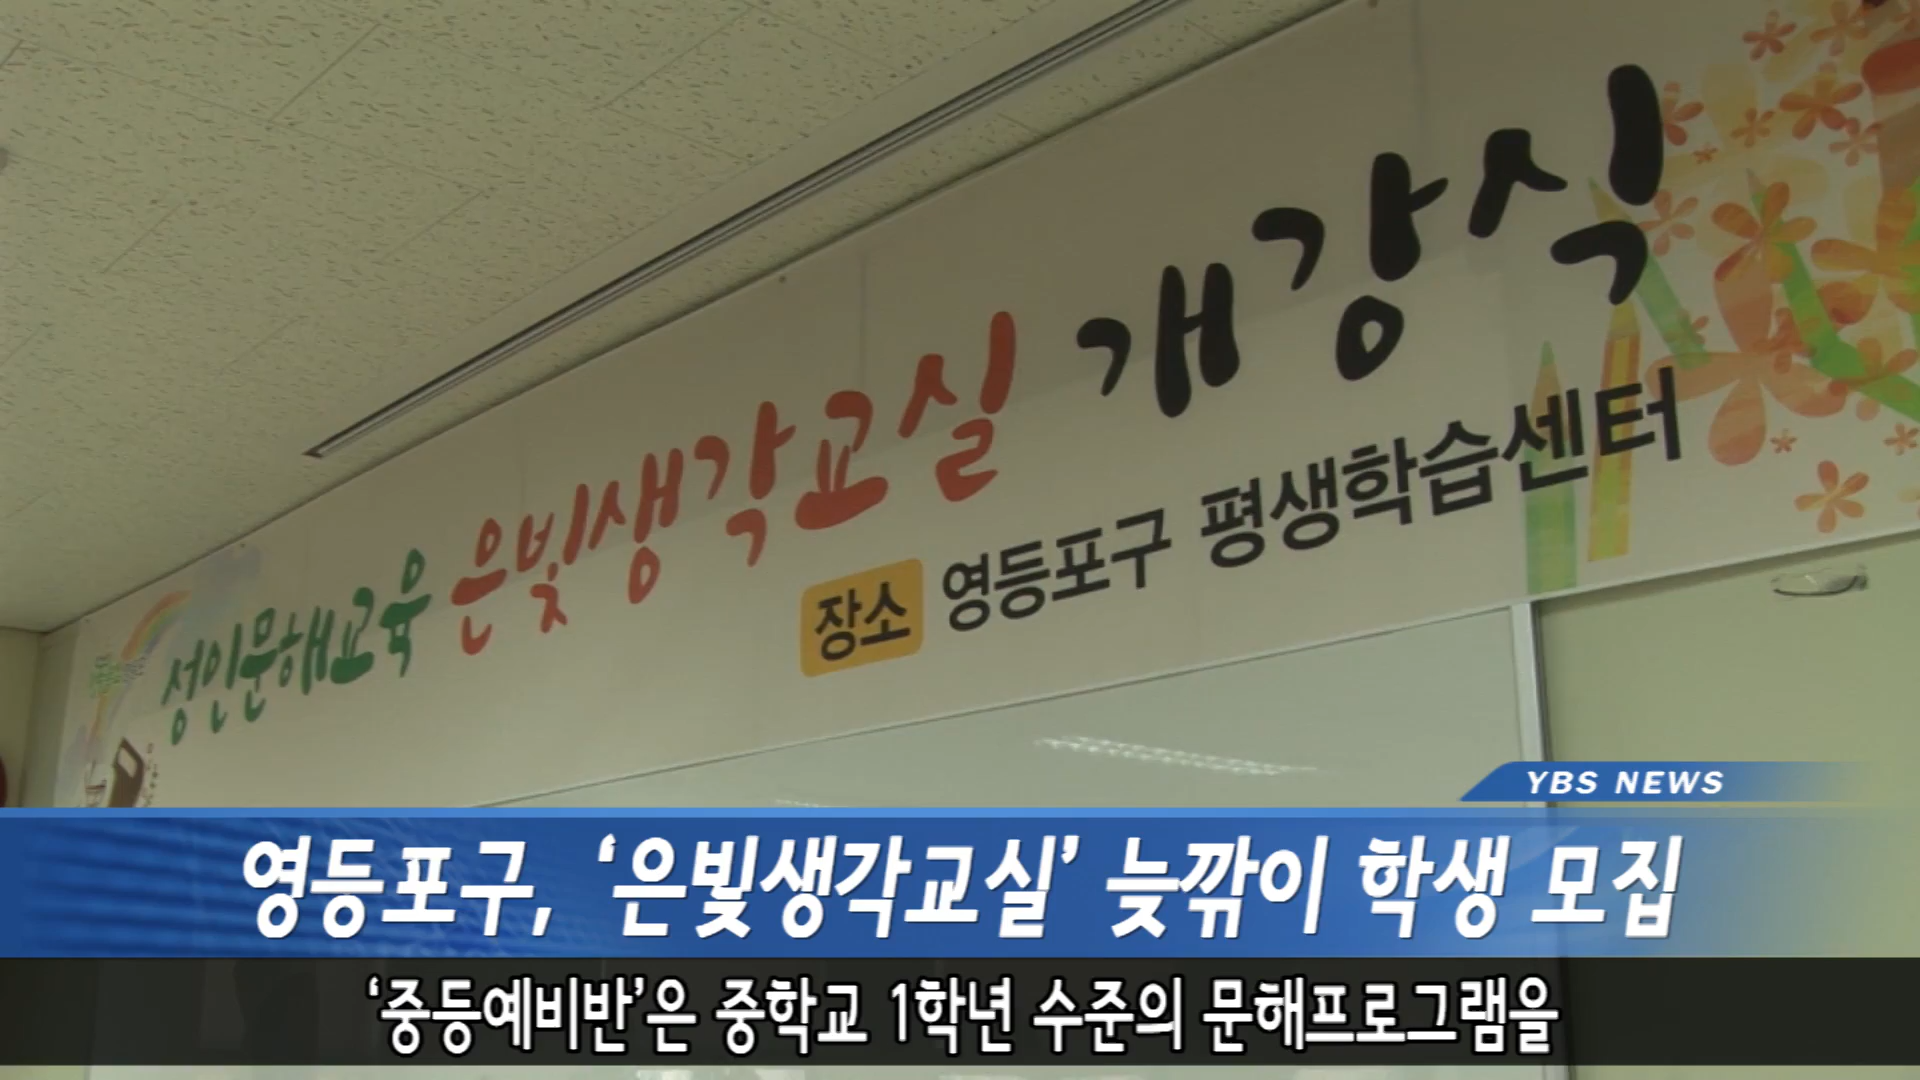 성인문해교육 은빛생각교실 개강식
장소 영등포구 평생학습센터
YBS NEWS
영등포구, ‘은빛생각교실’ 늦깎이 학생 모집
‘중등예비반’은 중학교 1학년 수준의 문해프로그램을